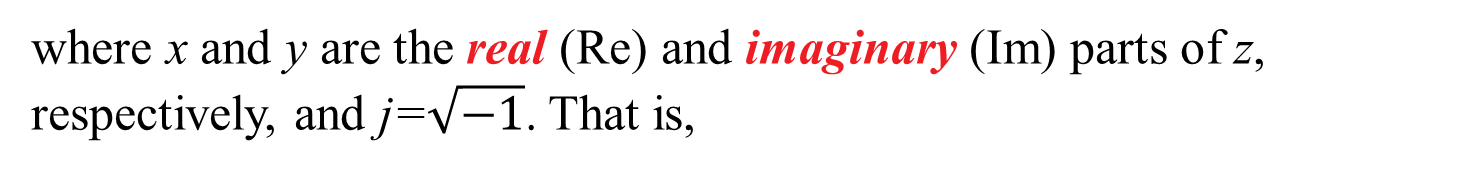 where x and y are the real (Re) and imaginary (Im) parts of z,
respectively, and j=√−1. That is,